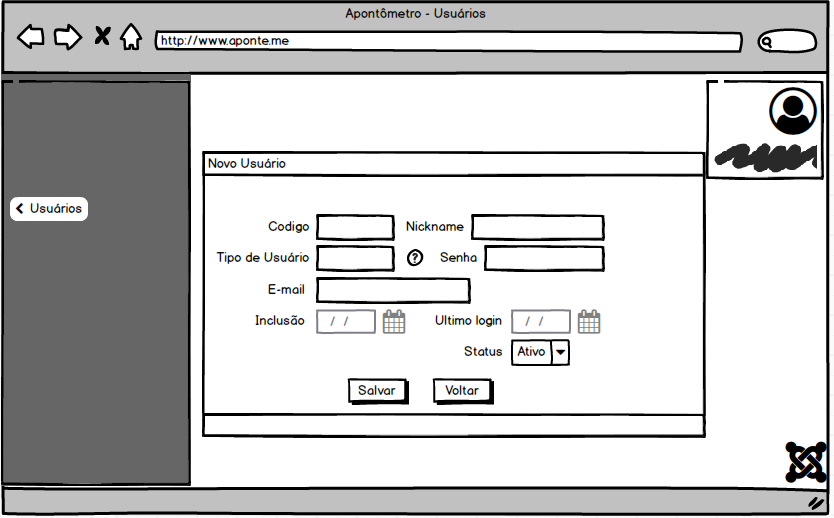 Apontômetro - Usuários
http://www.aponte.me
Novo Usuário
Usuários
Codigo Nickname
Tipo de Usuário ? Senha
E-mail
Inclusão / / Ultimo login / /
Status Ativo
Salvar Voltar